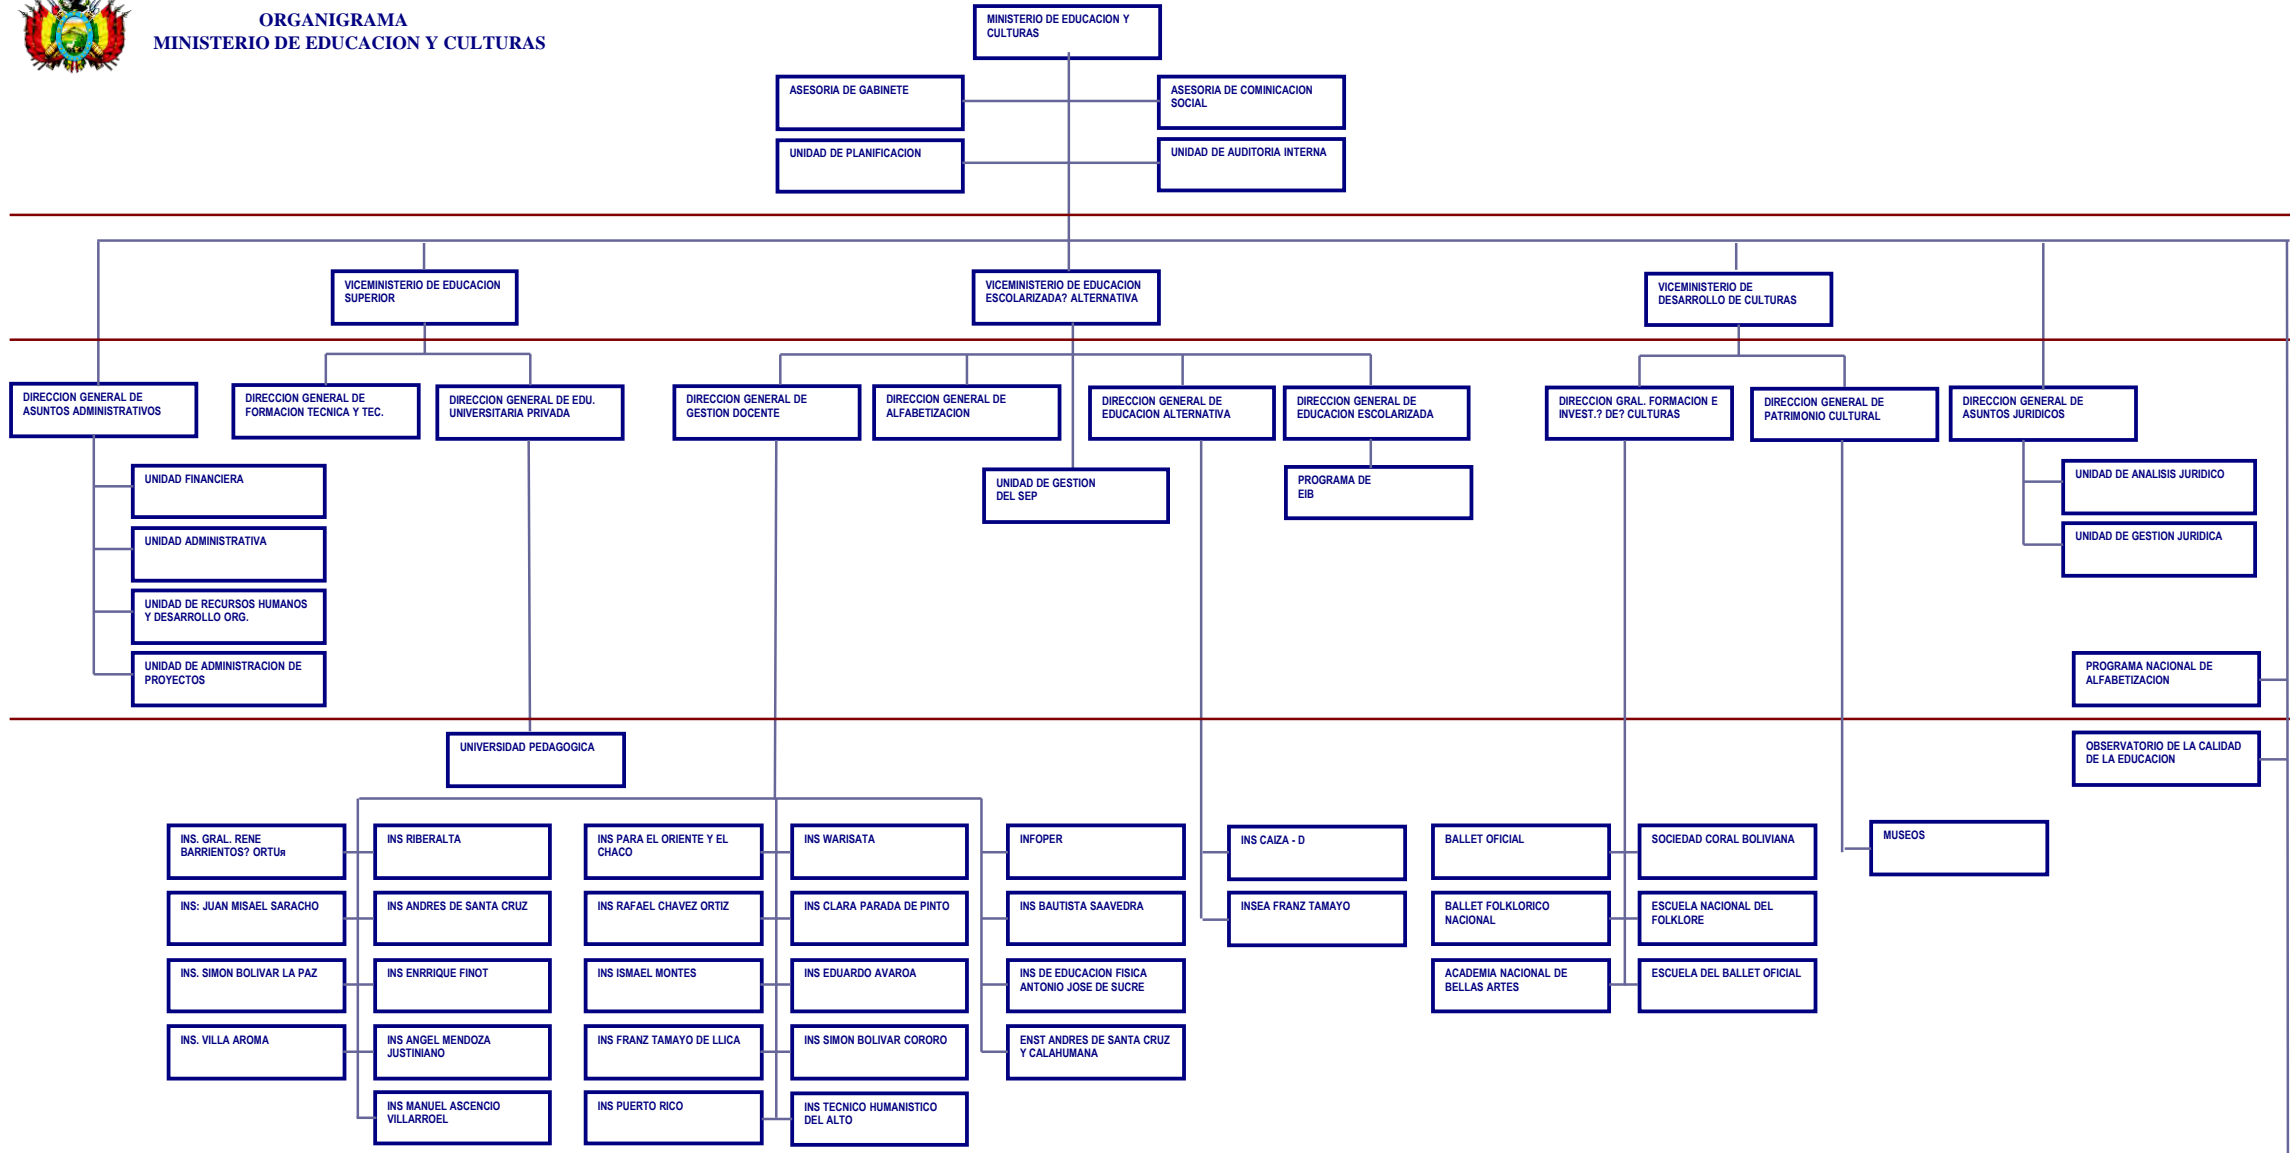 ORGANIGRAMA
MINISTERIO DE EDUCACION Y CULTURAS
MINISTERIO DE EDUCACION Y
CULTURAS
ASESORIA DE GABINETE
ASESORIA DE COMINICACION
SOCIAL
UNIDAD DE PLANIFICACION
UNIDAD DE AUDITORIA INTERNA
VICEMINISTERIO DE EDUCACION
SUPERIOR
VICEMINISTERIO DE EDUCACION
ESCOLARIZADA? ALTERNATIVA
VICEMINISTERIO DE
DESARROLLO DE CULTURAS
DIRECCION GENERAL DE
ASUNTOS ADMINISTRATIVOS
DIRECCION GENERAL DE
FORMACION TECNICA Y TEC.
DIRECCION GENERAL DE EDU.
UNIVERSITARIA PRIVADA
DIRECCION GENERAL DE
GESTION DOCENTE
DIRECCION GENERAL DE
ALFABETIZACION
DIRECCION GENERAL DE
EDUCACION ALTERNATIVA
DIRECCION GENERAL DE
EDUCACION ESCOLARIZADA
DIRECCION GRAL. FORMACION E
INVEST.? DE? CULTURAS
DIRECCION GENERAL DE
PATRIMONIO CULTURAL
DIRECCION GENERAL DE
ASUNTOS JURIDICOS
UNIDAD FINANCIERA
UNIDAD ADMINISTRATIVA
UNIDAD DE RECURSOS HUMANOS
Y DESARROLLO ORG.
UNIDAD DE ADMINISTRACION DE
PROYECTOS
UNIDAD DE GESTION
DEL SEP
PROGRAMA DE
EIB
UNIDAD DE ANALISIS JURIDICO
UNIDAD DE GESTION JURIDICA
PROGRAMA NACIONAL DE
ALFABETIZACION
UNIVERSIDAD PEDAGOGICA
OBSERVATORIO DE LA CALIDAD
DE LA EDUCACION
INS. GRAL. RENE
BARRIENTOS? ORTUя
INS RIBERALTA
INS PARA EL ORIENTE Y EL
CHACO
INS WARISATA
INFOPER
INS CAIZA - D
BALLET OFICIAL
SOCIEDAD CORAL BOLIVIANA
MUSEOS
INS: JUAN MISAEL SARACHO
INS ANDRES DE SANTA CRUZ
INS RAFAEL CHAVEZ ORTIZ
INS CLARA PARADA DE PINTO
INS BAUTISTA SAAVEDRA
INSEA FRANZ TAMAYO
BALLET FOLKLORICO
NACIONAL
ESCUELA NACIONAL DEL
FOLKLORE
INS. SIMON BOLIVAR LA PAZ
INS ENRRIQUE FINOT
INS ISMAEL MONTES
INS EDUARDO AVAROA
INS DE EDUCACION FISICA
ANTONIO JOSE DE SUCRE
ACADEMIA NACIONAL DE
BELLAS ARTES
ESCUELA DEL BALLET OFICIAL
INS. VILLA AROMA
INS ANGEL MENDOZA
JUSTINIANO
INS FRANZ TAMAYO DE LLICA
INS SIMON BOLIVAR CORORO
ENST ANDRES DE SANTA CRUZ
Y CALAHUMANA
INS MANUEL ASCENCIO
VILLARROEL
INS PUERTO RICO
INS TECNICO HUMANISTICO
DEL ALTO